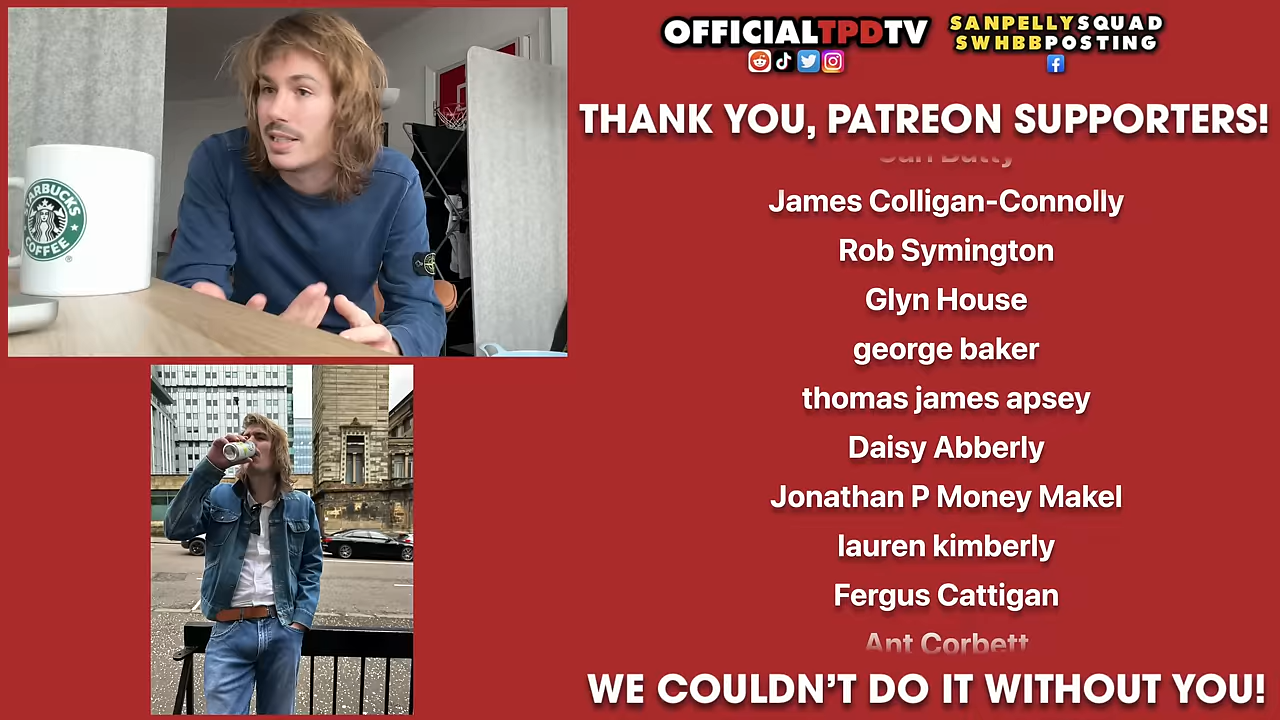 OFFICIALTPDTV
SANPELLYSQUAD
SWHBBPOSTING
THANK YOU, PATREON SUPPORTERS!
James Colligan-Connolly
Rob Symington
Glyn House
george baker
thomas james apsey
Daisy Abberly
Jonathan P Money Makel
lauren kimberly
Fergus Cattigan
Ant Corbett
WE COULDN'T DO IT WITHOUT YOU!
STARBUCKS
COFFEE